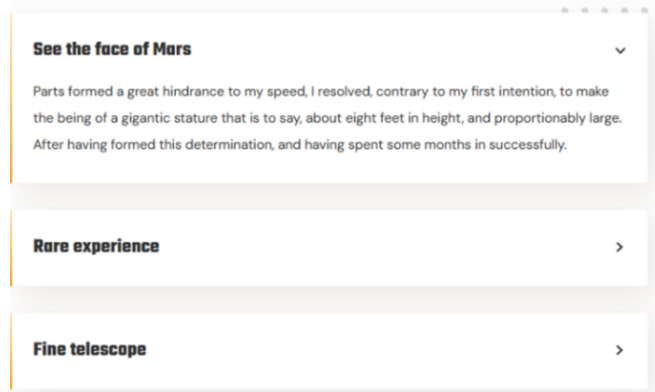 See the face of Mars
Parts formed a great hindrance to my speed, I resolved, contrary to my first intention, to make
the being of a gigantic stature that is to say, about eight feet in height, and proportionably large.
After having formed this determination, and having spent some months in successfully.
Rare experience
Fine telescope